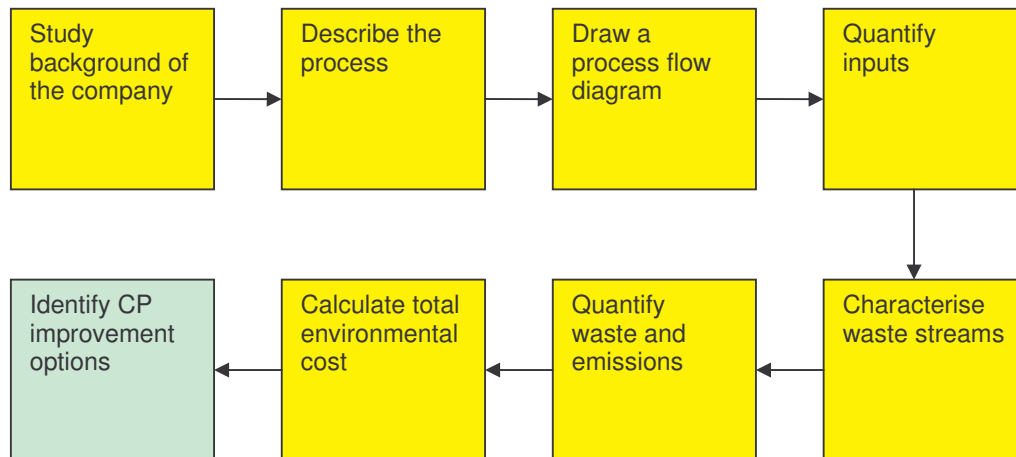 Study
background of
the company
Describe the
process
Draw a
process flow
diagram
Quantify
inputs
Characterise
waste streams
Quantify
waste and
emissions
Calculate total
environmental
cost
Identify CP
improvement
options